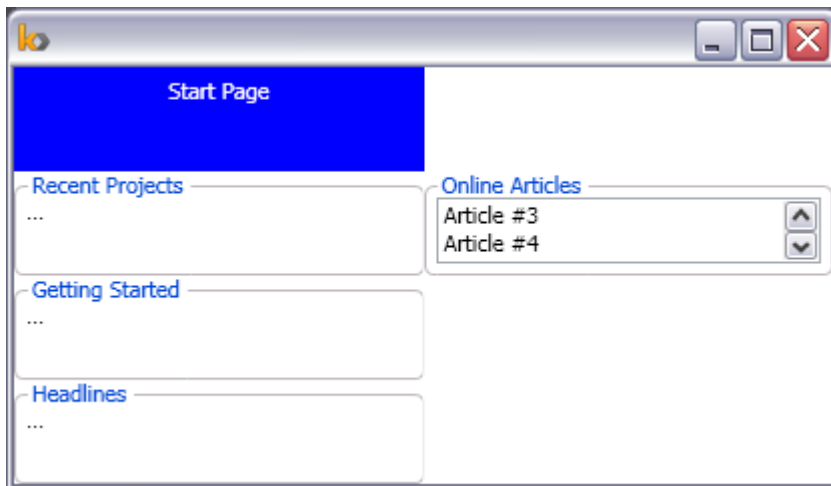 Start Page
Recent Projects
...
Online Articles
Article #3
Article #4
Getting Started
...
Headlines
...